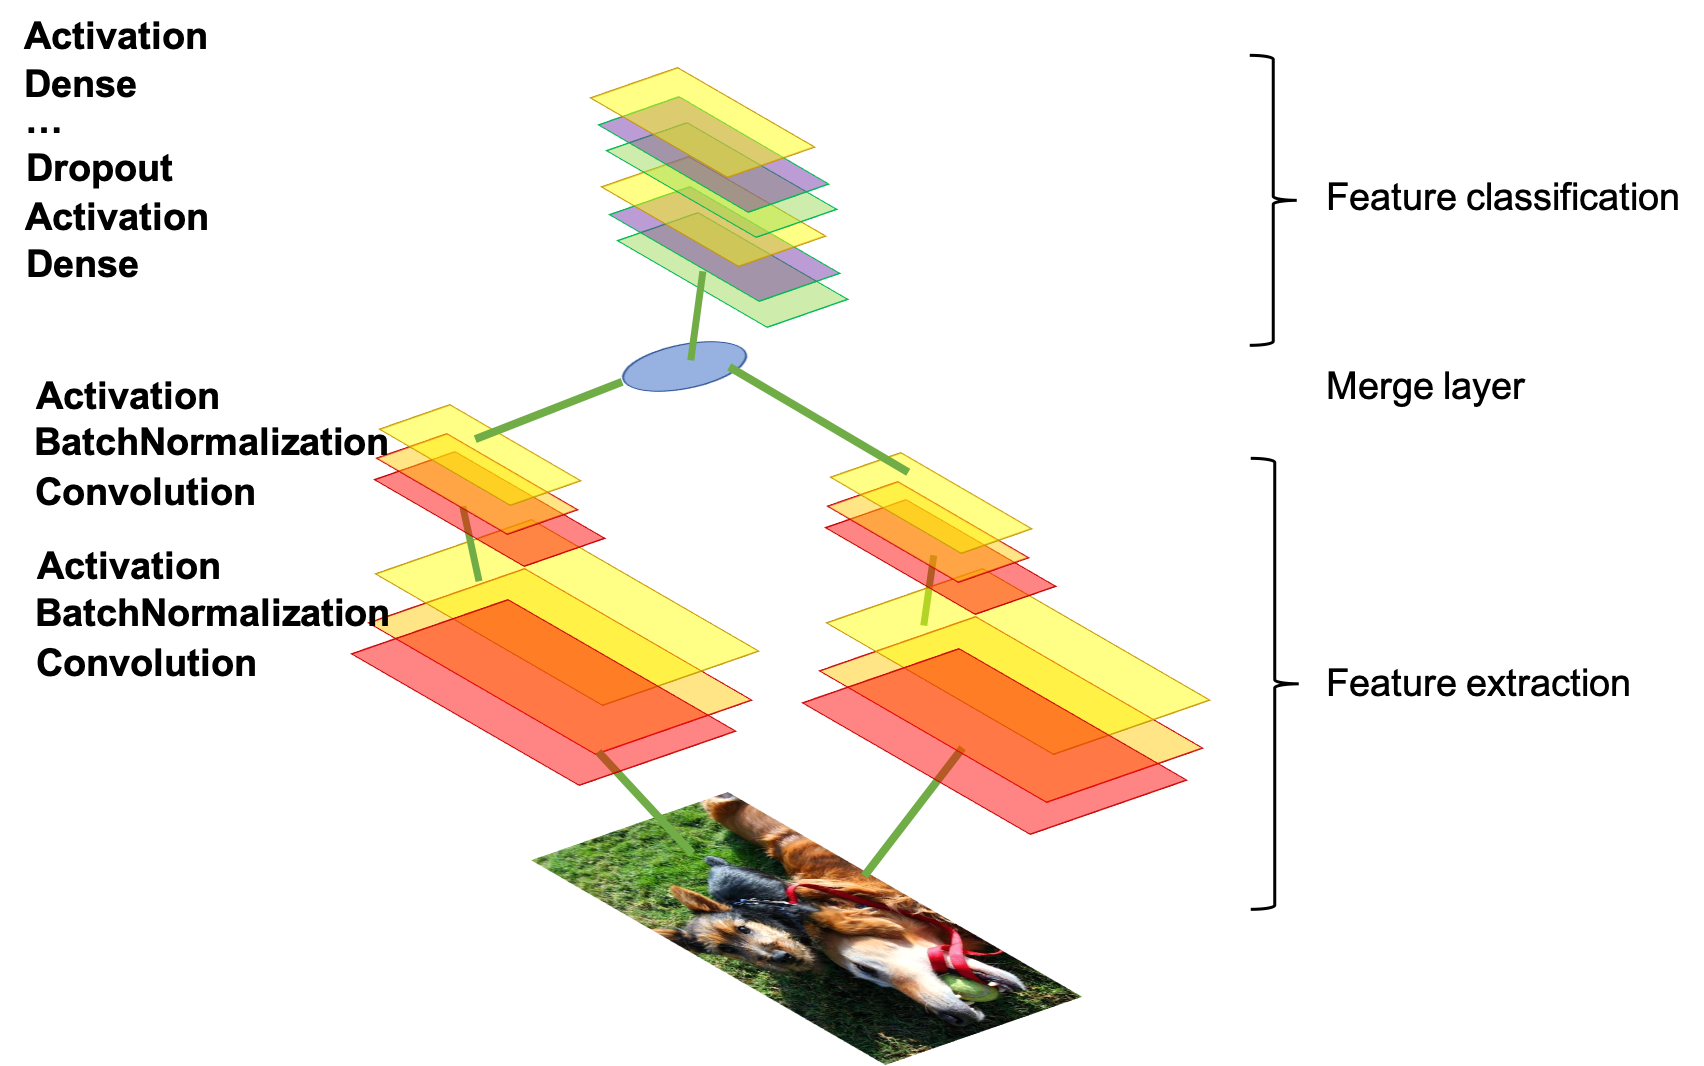 Activation
Dense
...
Dropout
Activation
Dense
Feature classification
Merge layer
Activation
BatchNormalization
Convolution
Activation
BatchNormalization
Convolution
Feature extraction